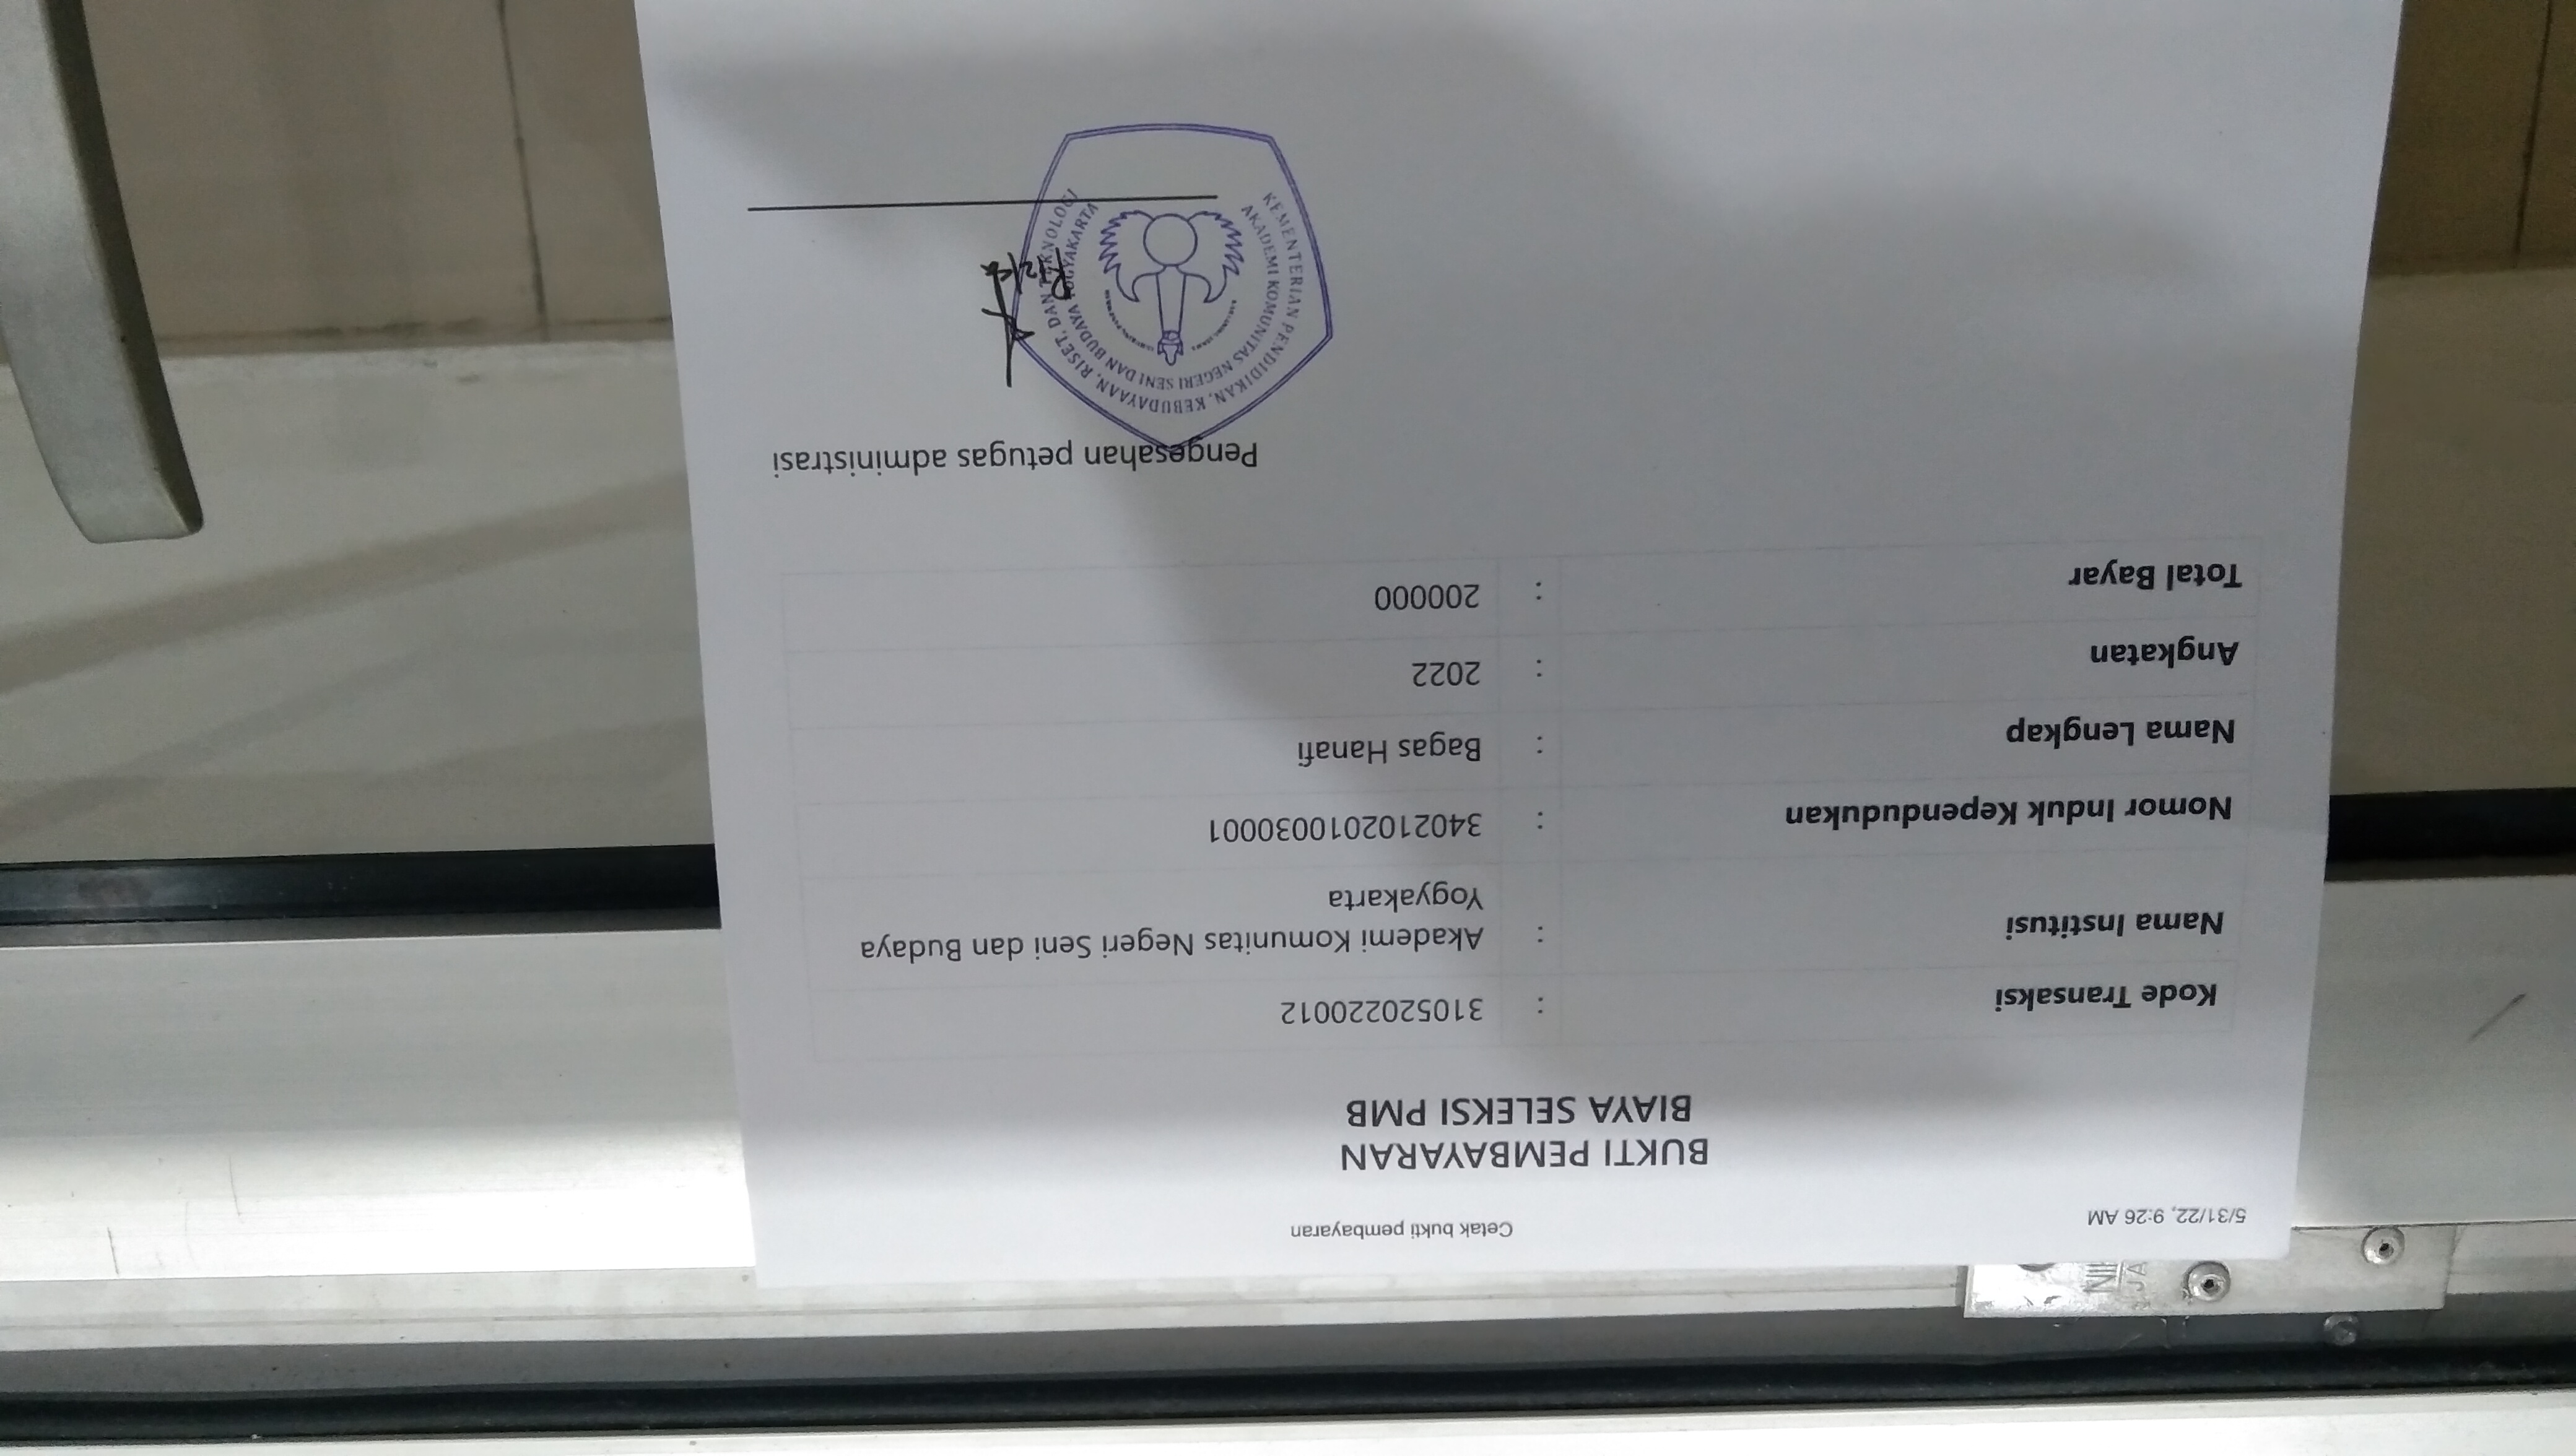 5/31/22, 9:26 AM
Cetak bukti pembayaran
BUKTI PEMBAYARAN
BIAYA SELEKSI PMB
Kode Transaksi : 310520220012
Nama Institusi : Akademi Komunitas Negeri Seni dan Budaya
Yogyakarta
Nomor Induk Kependudukan : 3402102010030001
Nama Lengkap : Bagas Hanafi
Angkatan : 2022
Total Bayar : 200000
Pengesahan petugas administrasi
KEMENTERIAN PENDIDIKAN, KEBUDAYAAN, RISET, DAN TEKNOLOGI
AKADEMI KOMUNITAS NEGERI SENI DAN BUDAYA YOGYAKARTA